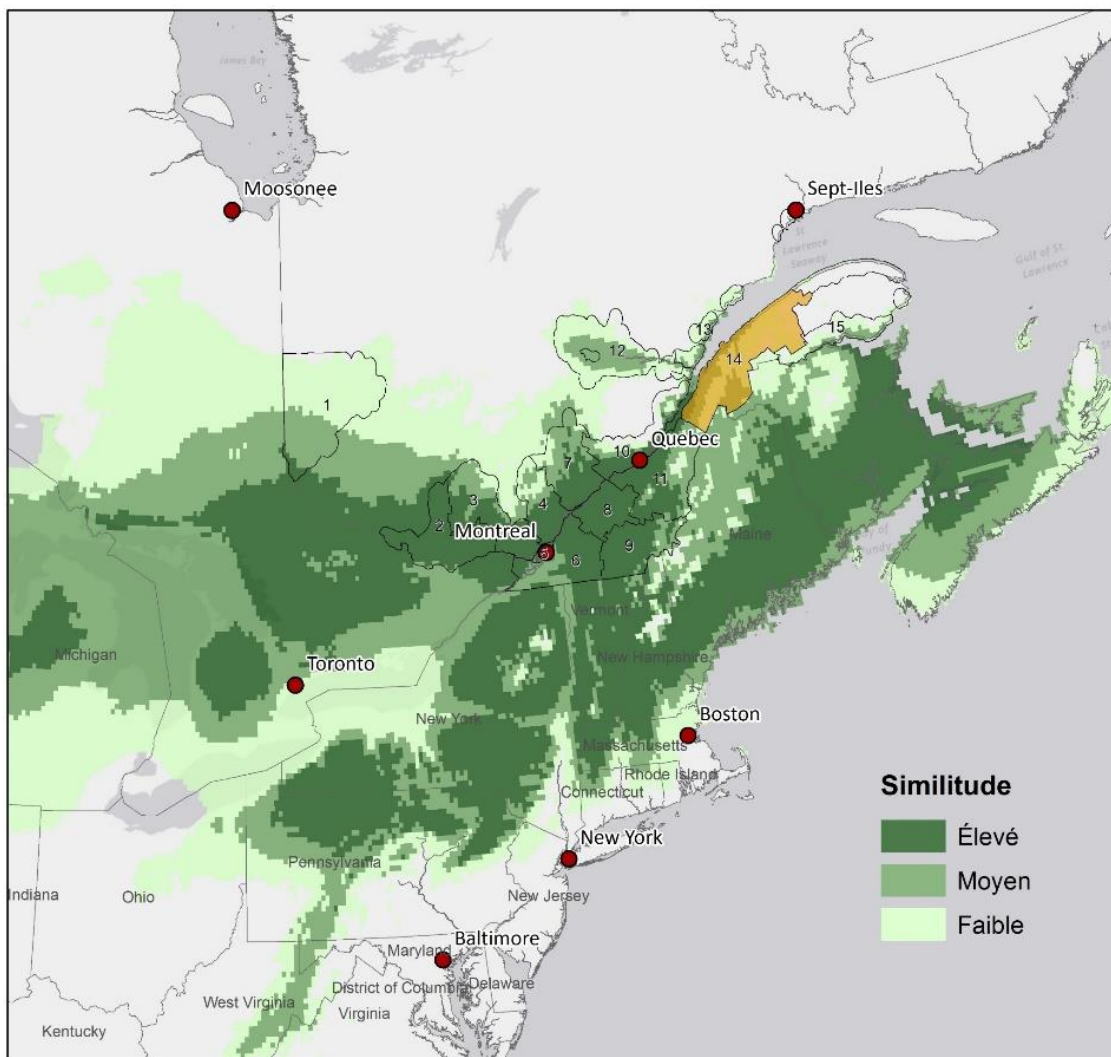 James Bay
Moosonee
Sept-Iles
St.
Lawrence
Seaway
Gulf of St.
Lawrence
13
15
12
14
1
Quebec
10
7
11
3
4
2
8
Montreal
5
6
9
Maine
Vermont
Michigan
New Hampshire
Toronto
New York
Boston
Massachusetts
Rhode Island
Connecticut
Similitude
Élevé
Moyen
Faible
New York
Pennsylvania
Indiana
Ohio
New Jersey
Baltimore
Maryland
District of Columbia
Delaware
West Virginia
Virginia
Kentucky